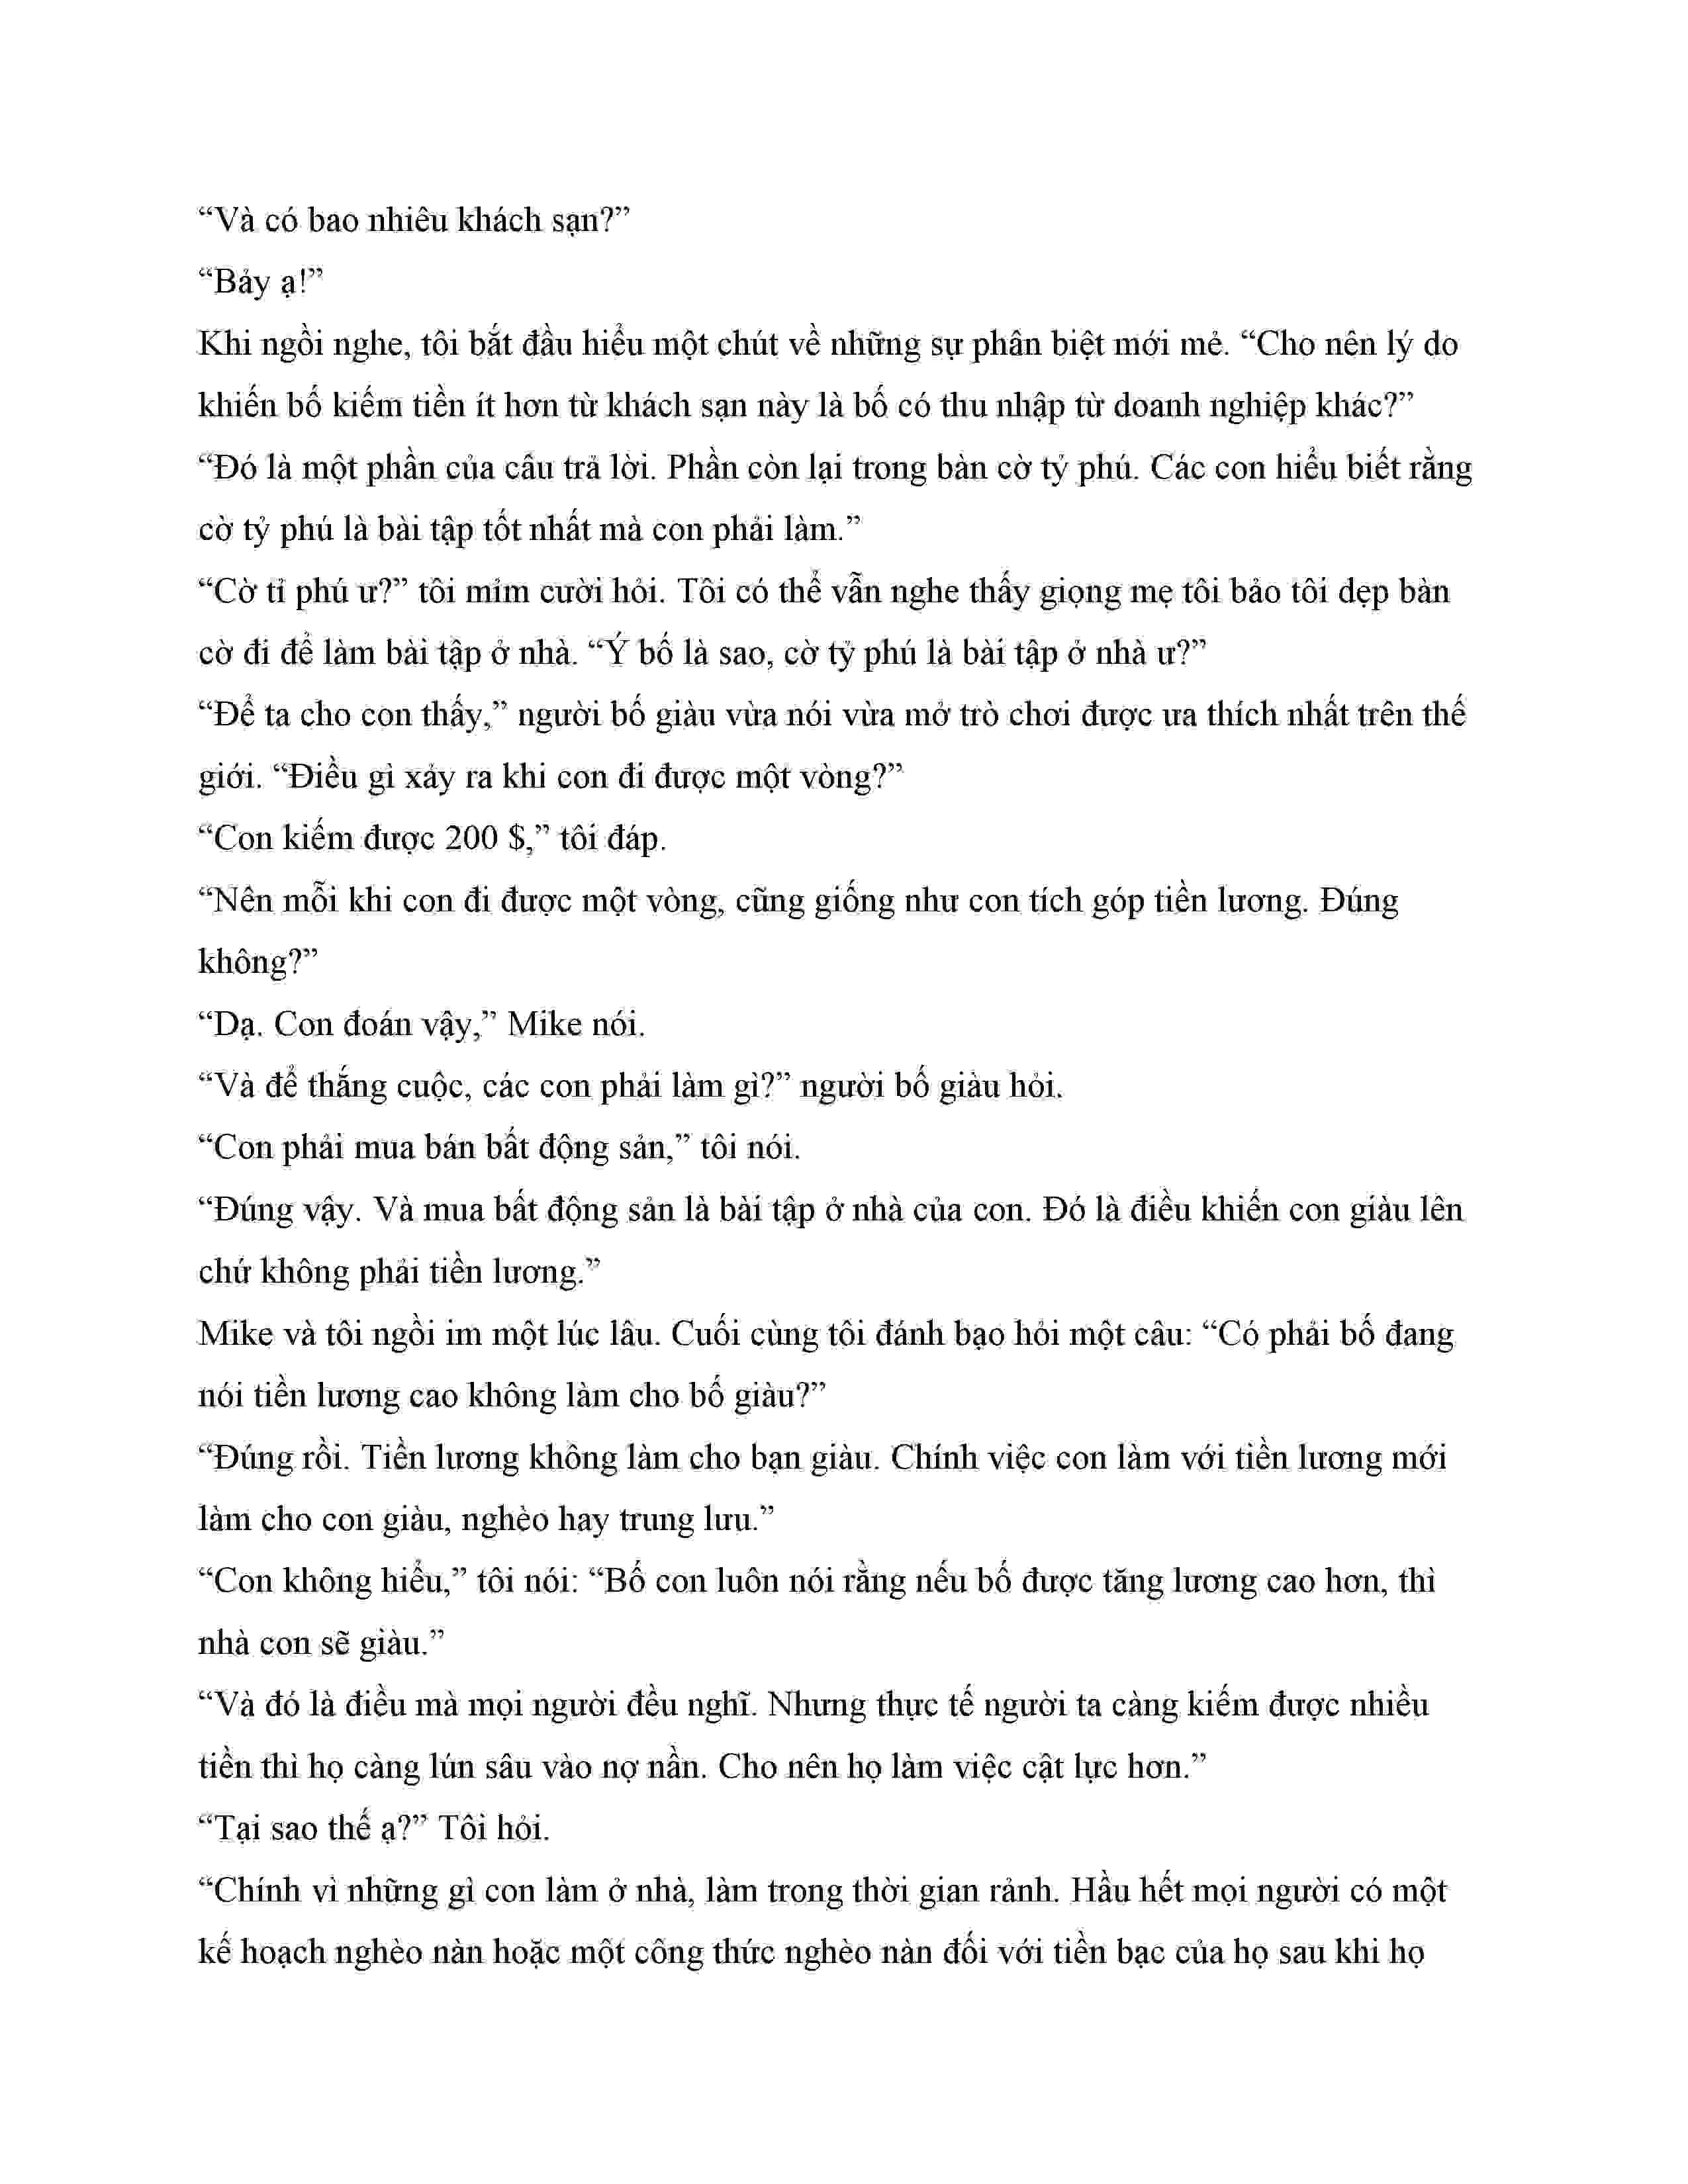 “Và có bao nhiêu khách sạn?”
“Bảy ạ!”
Khi ngồi nghe, tôi bắt đầu hiểu một chút về những sự phân biệt mới mẻ. “Cho nên lý do
khiến bố kiếm tiền ít hơn từ khách sạn này là bố có thu nhập từ doanh nghiệp khác?”
“Đó là một phần của câu trả lời. Phần còn lại trong bàn cờ tỷ phú. Các con hiểu biết rằng
cờ tỷ phú là bài tập tốt nhất mà con phải làm.”
“Cờ tỉ phú ư?” tôi mỉm cười hỏi. Tôi có thể vẫn nghe thấy giọng mẹ tôi bảo tôi dẹp bàn
cờ đi để làm bài tập ở nhà. “Ý bố là sao, cờ tỷ phú là bài tập ở nhà ư?”
“Để ta cho con thấy,” người bố giàu vừa nói vừa mở trò chơi được ưa thích nhất trên thế
giới. “Điều gì xảy ra khi con đi được một vòng?”
“Con kiếm được 200 $,” tôi đáp.
“Nên mỗi khi con đi được một vòng, cũng giống như con tích góp tiền lương. Đúng
không?”
“Dạ. Con đoán vậy,” Mike nói.
“Và để thắng cuộc, các con phải làm gì?” người bố giàu hỏi.
“Con phải mua bán bất động sản,” tôi nói.
“Đúng vậy. Và mua bất động sản là bài tập ở nhà của con. Đó là điều khiến con giàu lên
chứ không phải tiền lương.”
Mike và tôi ngồi im một lúc lâu. Cuối cùng tôi đánh bạo hỏi một câu: “Có phải bố đang
nói tiền lương cao không làm cho bố giàu?”
“Đúng rồi. Tiền lương không làm cho bạn giàu. Chính việc con làm với tiền lương mới
làm cho con giàu, nghèo hay trung lưu.”
“Con không hiểu,” tôi nói: “Bố con luôn nói rằng nếu bố được tăng lương cao hơn, thì
nhà con sẽ giàu.”
“Và đó là điều mà mọi người đều nghĩ. Nhưng thực tế người ta càng kiếm được nhiều
tiền thì họ càng lún sâu vào nợ nần. Cho nên họ làm việc cật lực hơn.”
“Tại sao thế ạ?” Tôi hỏi.
“Chính vì những gì con làm ở nhà, làm trong thời gian rảnh. Hầu hết mọi người có một
kế hoạch nghèo nàn hoặc một công thức nghèo nàn đối với tiền bạc của họ sau khi họ